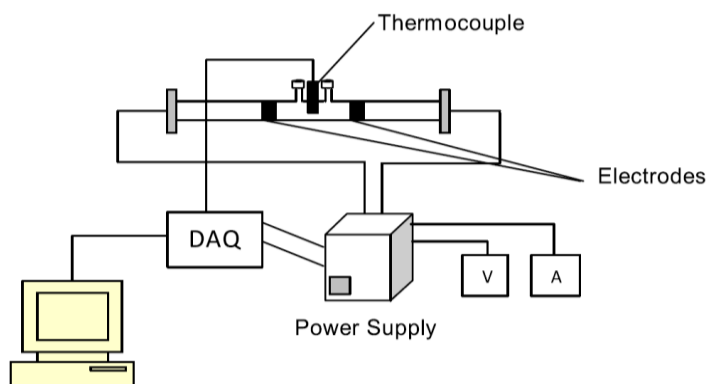 Thermocouple
Electrodes
DAQ
V
A
Power Supply